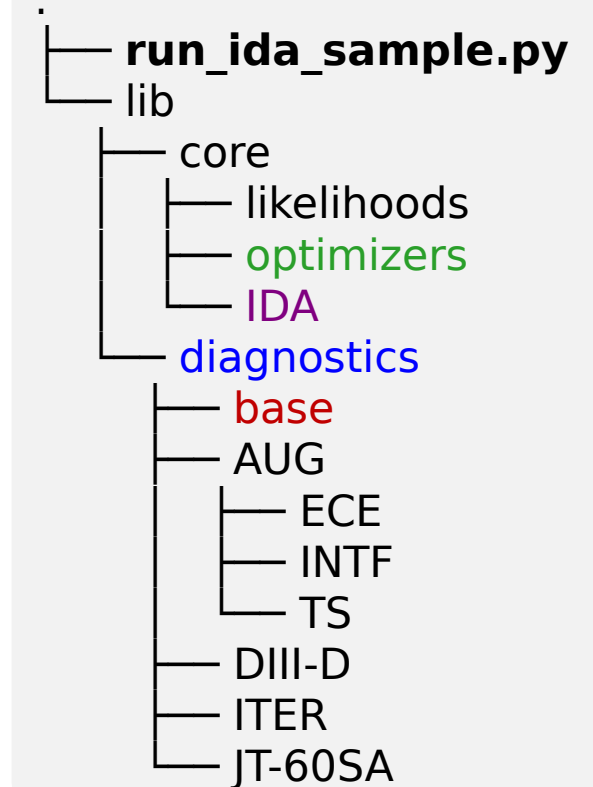 .
run_ida_sample.py
lib
core
likelihoods
optimizers
IDA
diagnostics
base
AUG
ECE
INTF
TS
DIII-D
ITER
JT-60SA